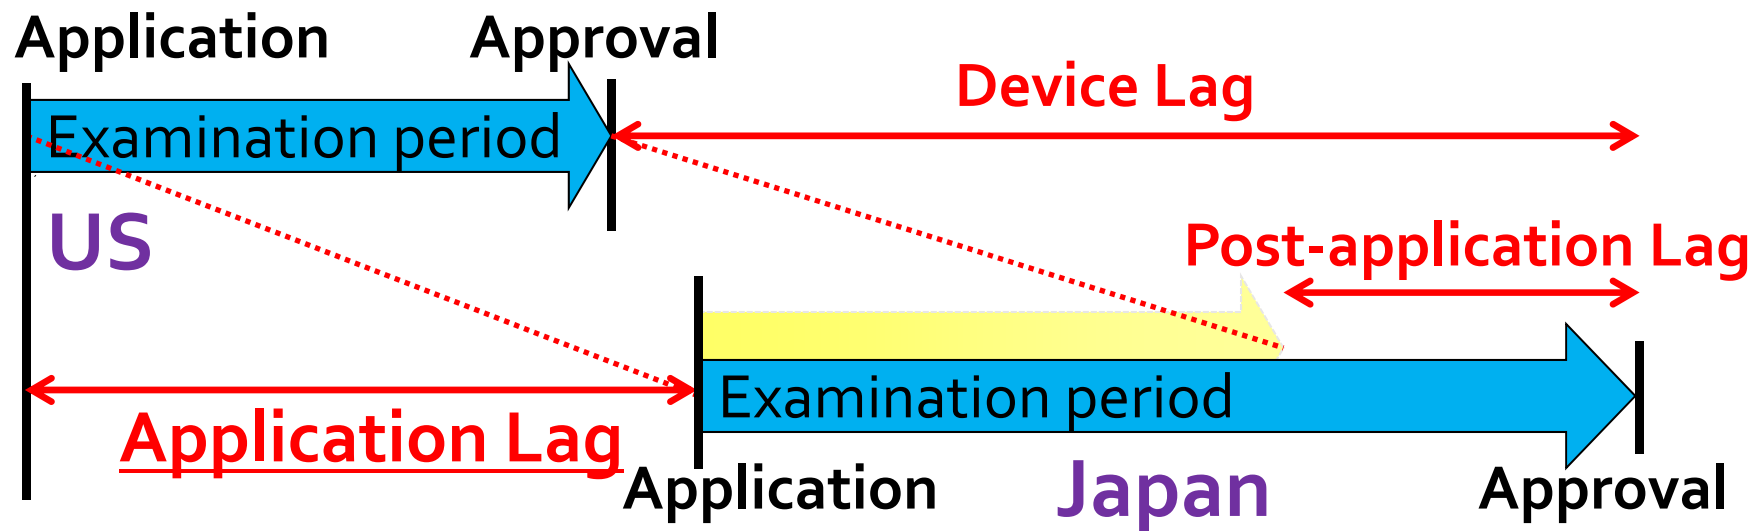 Application
Approval
Device Lag
Examination period
US
Post-application Lag
Examination period
Application Lag
Application
Japan
Approval